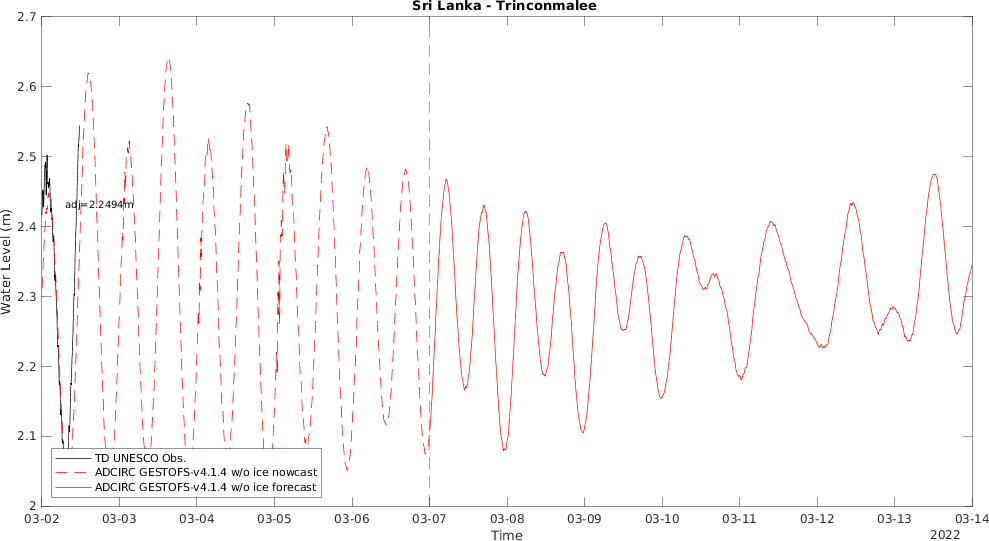 Sri Lanka - Trinconmalee
2.7
2.6
2.5
2.4
2.3
2.2
2.1
2
Water Level (m)
adj=2.2494m
TD UNESCO Obs.
ADCIRC GESTOFS-v4.1.4 w/o ice nowcast
ADCIRC GESTOFS-v4.1.4 w/o ice forecast
03-02 03-03 03-04 03-05 03-06 03-07 03-08 03-09 03-10 03-11 03-12 03-13 03-14
Time
2022